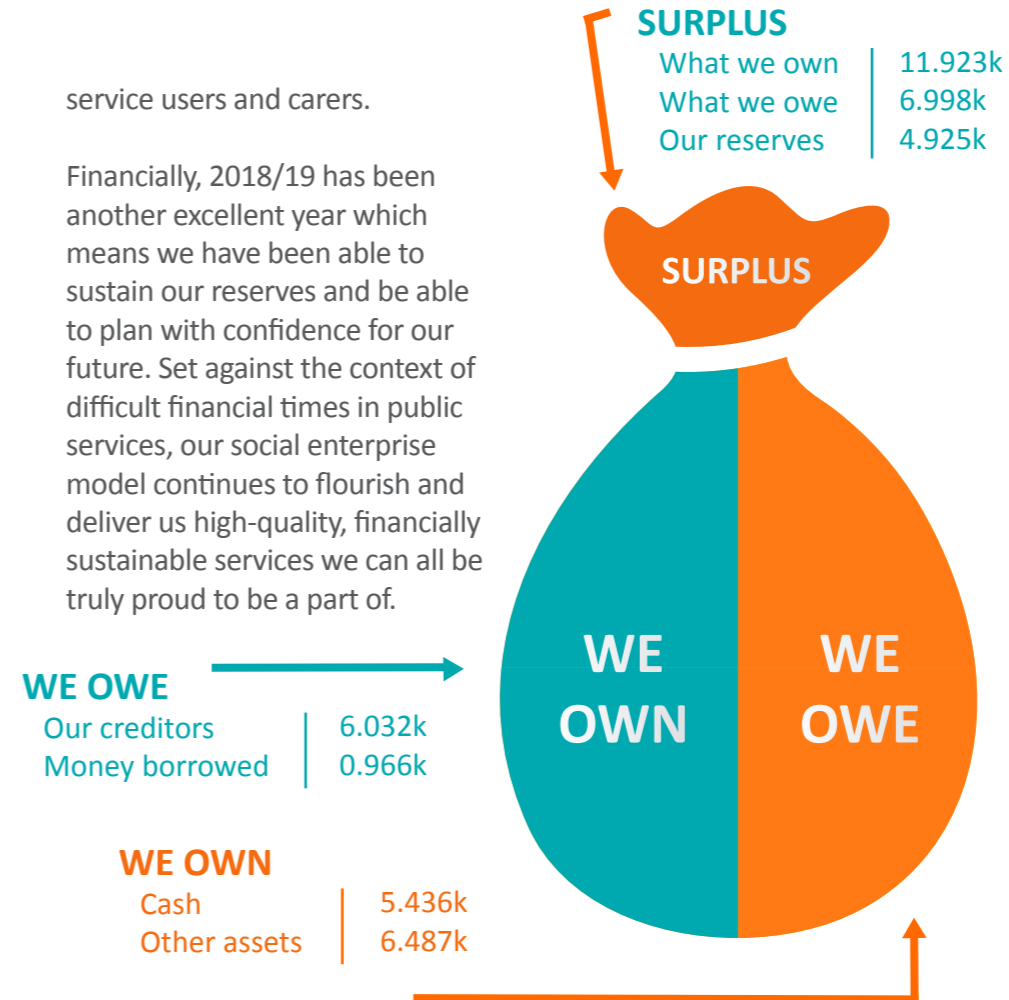 service users and carers.
Financially, 2018/19 has been
another excellent year which
means we have been able to
sustain our reserves and be able
to plan with confidence for our
future. Set against the context of
difficult financial times in public
services, our social enterprise
model continues to flourish and
deliver us high-quality, financially
sustainable services we can all be
truly proud to be a part of.
SURPLUS
What we own 11.923k
What we owe 6.998k
Our reserves 4.925k
SURPLUS
WE
OWN
WE
OWE
WE OWE
Our creditors 6.032k
Money borrowed 0.966k
WE OWN
Cash 5.436k
Other assets 6.487k